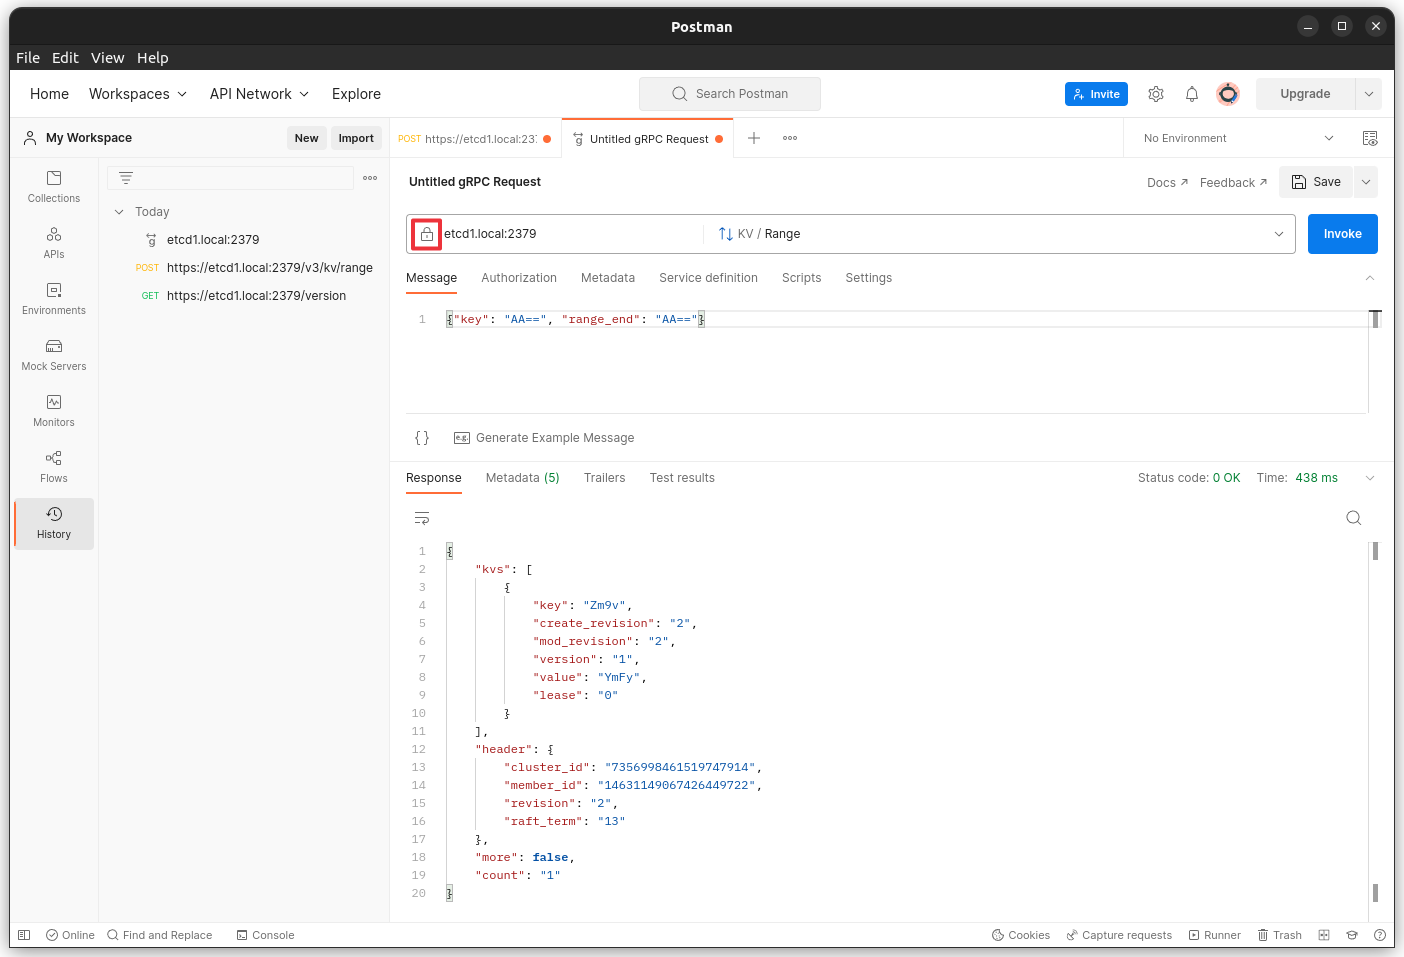 Postman
File Edit View Help
Home Workspaces API Network Explore Search Postman Invite Upgrade
My Workspace New Import POST https://etcd1.local:237 Untitled gRPC Request No Environment
Collections
APIs
Environments
Mock Servers
Monitors
Flows
History
Today
etcd1.local:2379
POST https://etcd1.local:2379/v3/kv/range
GET https://etcd1.local:2379/version
Untitled gRPC Request Docs Feedback Save
etcd1.local:2379 KV / Range Invoke
Message Authorization Metadata Service definition Scripts Settings
1 {"key": "AA==", "range_end": "AA=="}
{} e.g. Generate Example Message
Response Metadata (5) Trailers Test results Status code: 0 OK Time: 438 ms
1 {
2 "kvs": [
3 {
4 "key": "Zm9v",
5 "create_revision": "2",
6 "mod_revision": "2",
7 "version": "1",
8 "value": "YmFy",
9 "lease": "0"
10 }
11 ],
12 "header": {
13 "cluster_id": "7356998461519747914",
14 "member_id": "14631149067426449722",
15 "revision": "2",
16 "raft_term": "13"
17 },
18 "more": false,
19 "count": "1"
20 }
Online Find and Replace Console Cookies Capture requests Runner Trash